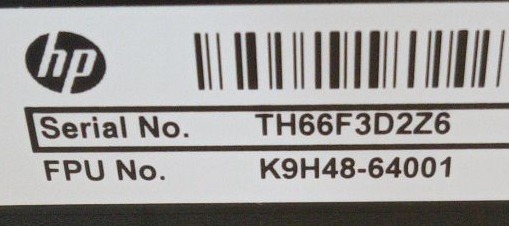 hp
Serial No. TH66F3D2Z6
FPU No. K9H48-64001